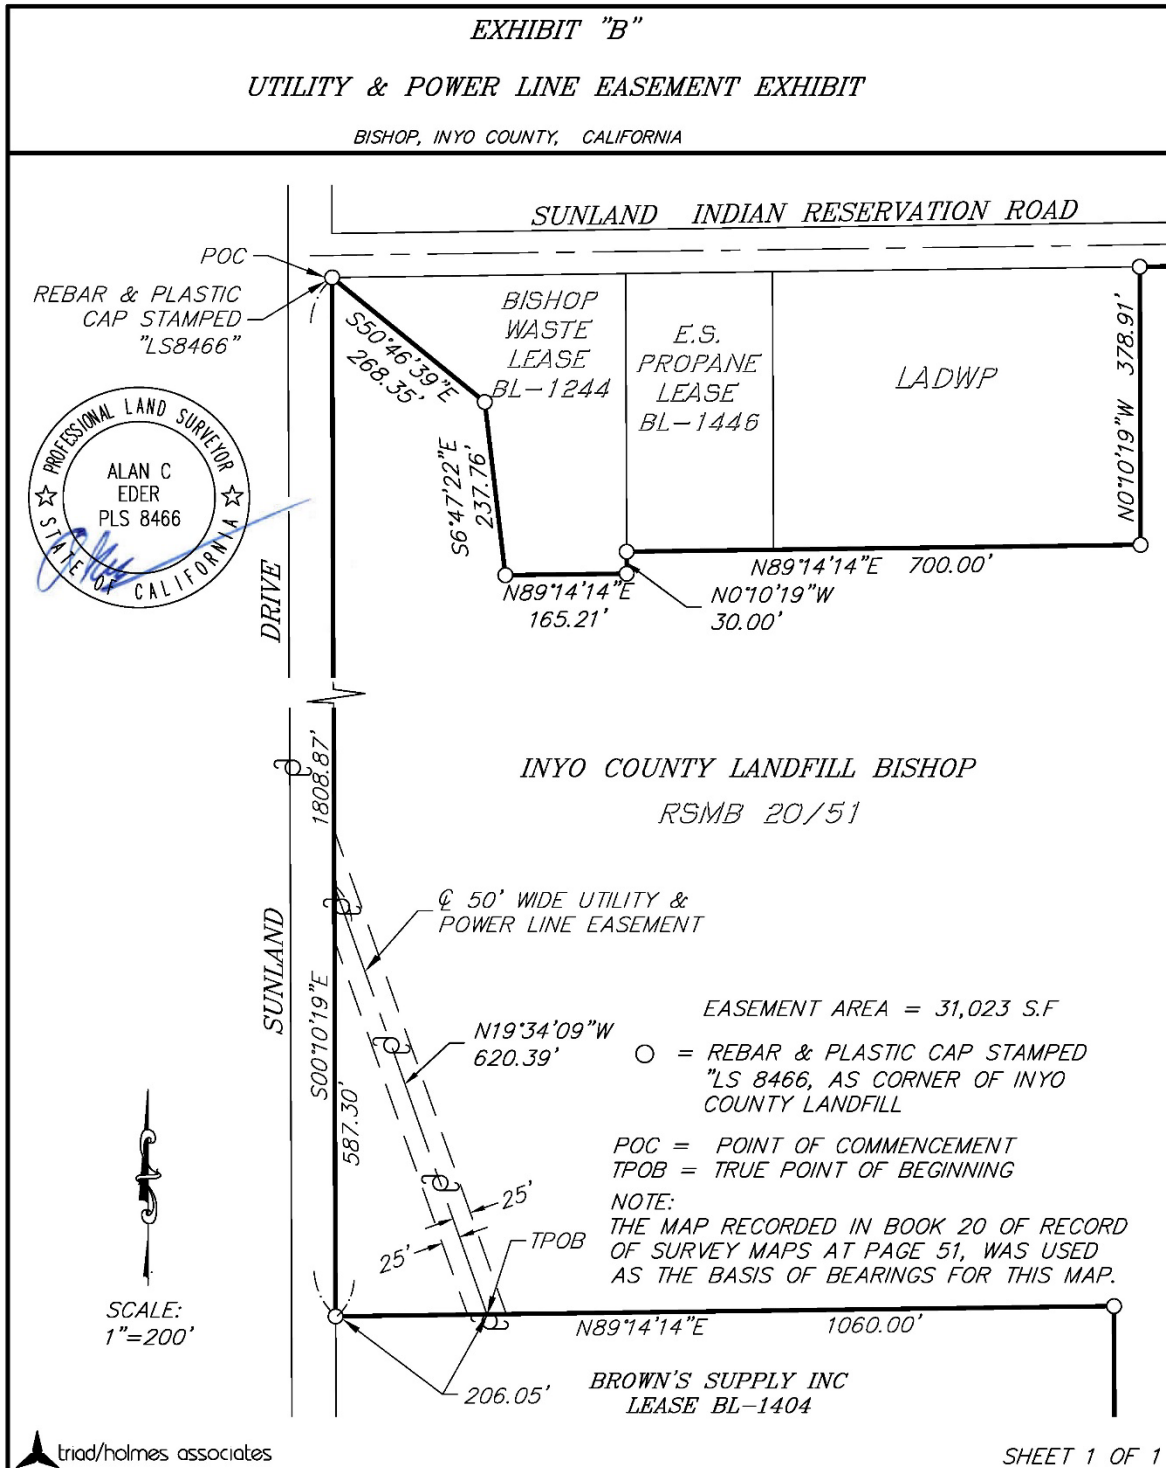 EXHIBIT "B"
UTILITY & POWER LINE EASEMENT EXHIBIT
BISHOP, INYO COUNTY, CALIFORNIA
SUNLAND INDIAN RESERVATION ROAD
POC
REBAR & PLASTIC
CAP STAMPED
"LS8466"
S50°46'39"E
268.35'
BISHOP
WASTE
LEASE
BL-1244
E.S.
PROPANE
LEASE
BL-1446
LADWP
N0°10'19"W 378.91'
PROFESSIONAL LAND SURVEYOR
ALAN C
EDER
PLS 8466
STATE OF CALIFORNIA
S6°47'22"E
237.76'
N89°14'14"E
165.21'
N0°10'19"W
30.00'
N89°14'14"E 700.00'
DRIVE
SUNLAND
1808.87'
INYO COUNTY LANDFILL BISHOP
RSMB 20/51
℄ 50' WIDE UTILITY &
POWER LINE EASEMENT
S00°10'19"E
587.30'
N19°34'09"W
620.39'
EASEMENT AREA = 31,023 S.F
= REBAR & PLASTIC CAP STAMPED
"LS 8466, AS CORNER OF INYO
COUNTY LANDFILL
POC = POINT OF COMMENCEMENT
TPOB = TRUE POINT OF BEGINNING
NOTE:
THE MAP RECORDED IN BOOK 20 OF RECORD
OF SURVEY MAPS AT PAGE 51, WAS USED
AS THE BASIS OF BEARINGS FOR THIS MAP.
25'
25'
TPOB
SCALE:
1"=200'
N89°14'14"E 1060.00'
206.05'
BROWN'S SUPPLY INC
LEASE BL-1404
triad/holmes associates
SHEET 1 OF 1